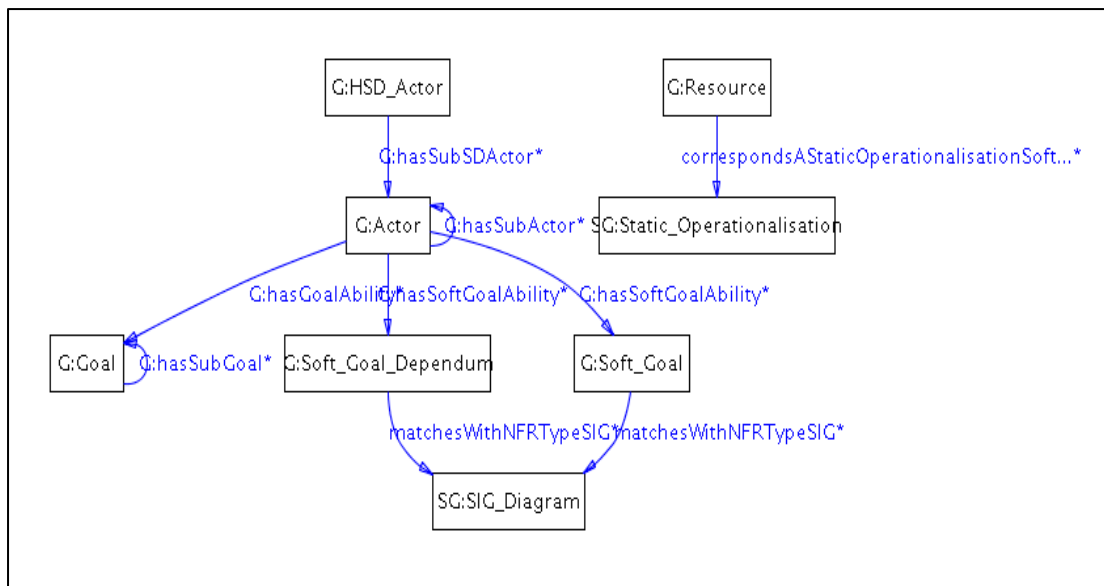 G:HSD_Actor
G:Resource
G:hasSubSDActor*
correspondsAStaticOperationalisationSoft...*
G:Actor
G:hasSubActor*
SG:Static_Operationalisation
G:hasGoalAbility*
G:hasSoftGoalAbility*
G:hasSoftGoalAbility*
G:Goal
G:hasSubGoal*
G:Soft_Goal_Dependum
G:Soft_Goal
matchesWithNFRTypeSIG*
matchesWithNFRTypeSIG*
SG:SIG_Diagram